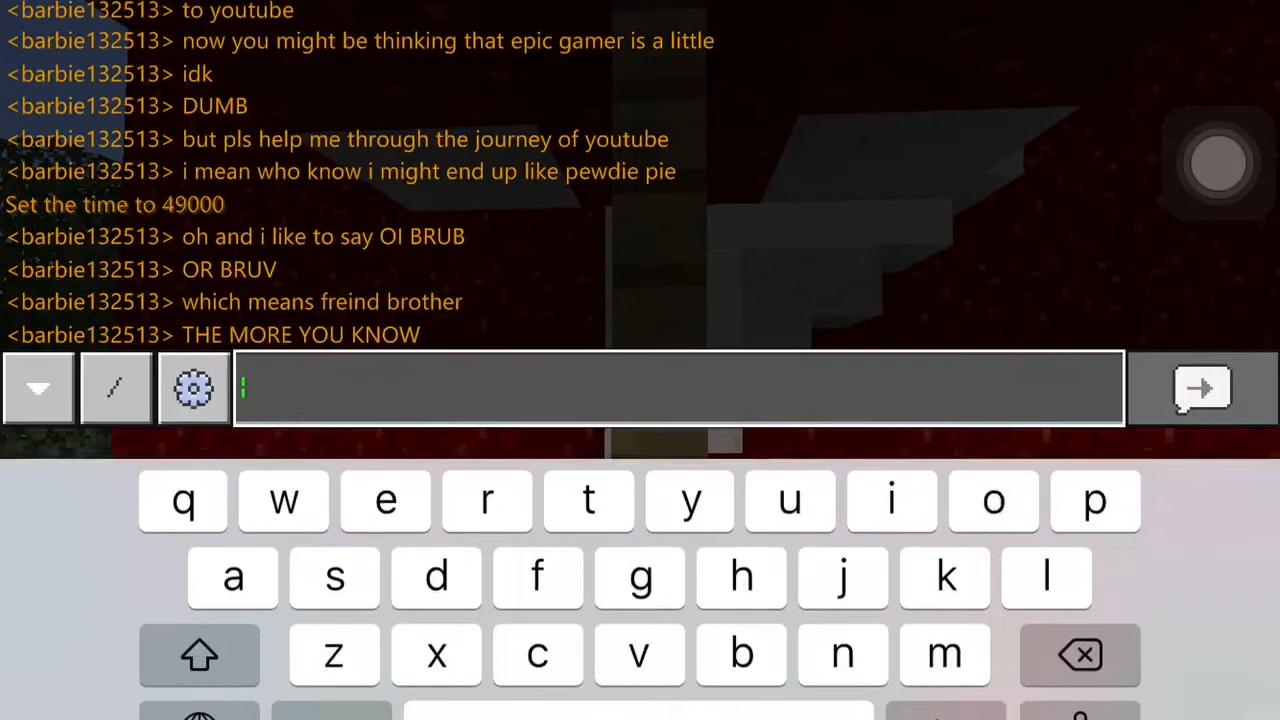 <barbie132513> to youtube
<barbie132513> now you might be thinking that epic gamer is a little
<barbie132513> idk
<barbie132513> DUMB
<barbie132513> but pls help me through the journey of youtube
<barbie132513> i mean who know i might end up like pewdie pie
Set the time to 49000
<barbie132513> oh and i like to say OI BRUB
<barbie132513> OR BRUV
<barbie132513> which means freind brother
<barbie132513> THE MORE YOU KNOW
/
q w e r t y u i o p
a s d f g h j k l
z x c v b n m